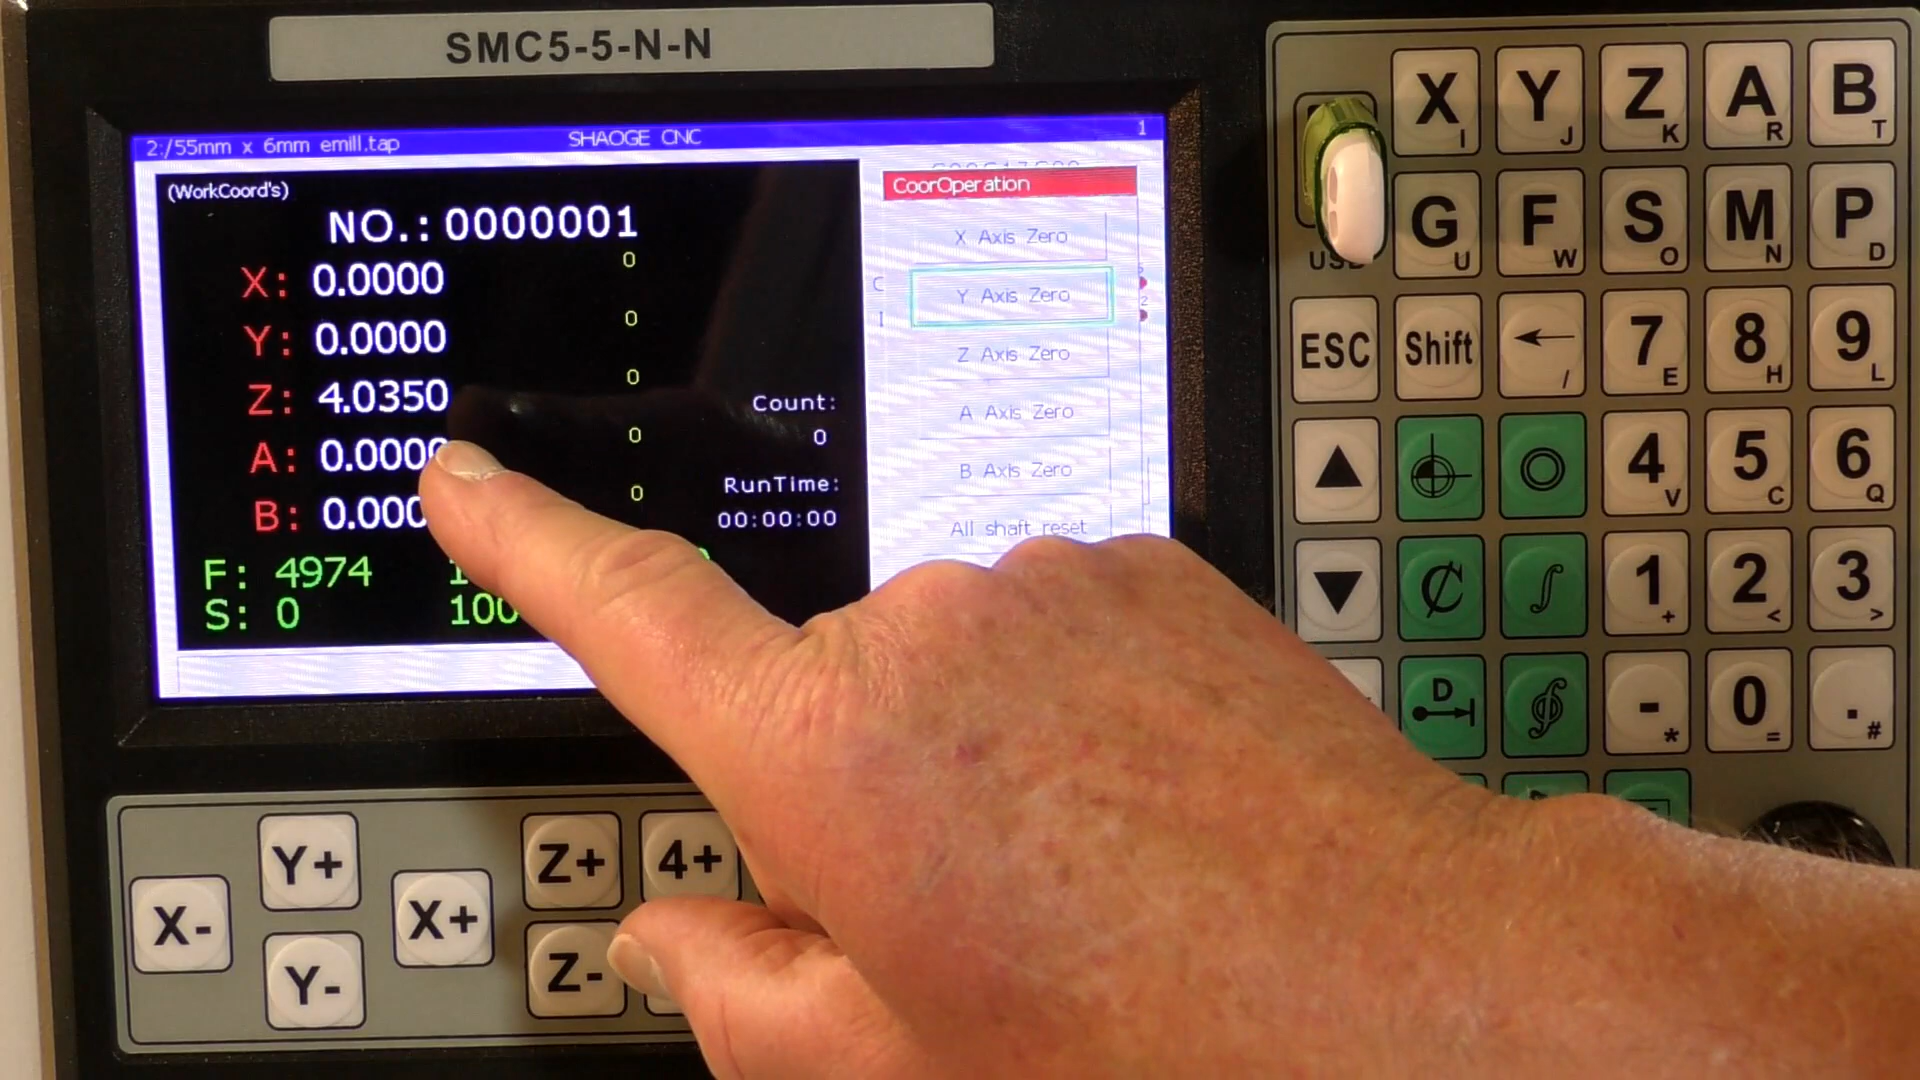 SMC5-5-N-N
2:/55mm x 6mm emill.tap
SHAOGE CNC
1
(WorkCoord's)
NO.: 0000001
X: 0.0000 0
Y: 0.0000 0
Z: 4.0350 0
A: 0.0000 0
B: 0.000 0
Count:
0
RunTime:
00:00:00
F: 4974
S: 0 100
CoorOperation
X Axis Zero
Y Axis Zero
Z Axis Zero
A Axis Zero
B Axis Zero
All shaft reset
X I
Y J
Z K
A R
B T
USB
G U
F W
S O
M N
P D
ESC
Shift
/
7 E
8 H
9 L
4 V
5 C
6 Q
1 +
2 <
3 >
D
- *
0 =
. #
X-
Y+
Y-
X+
Z+
Z-
4+